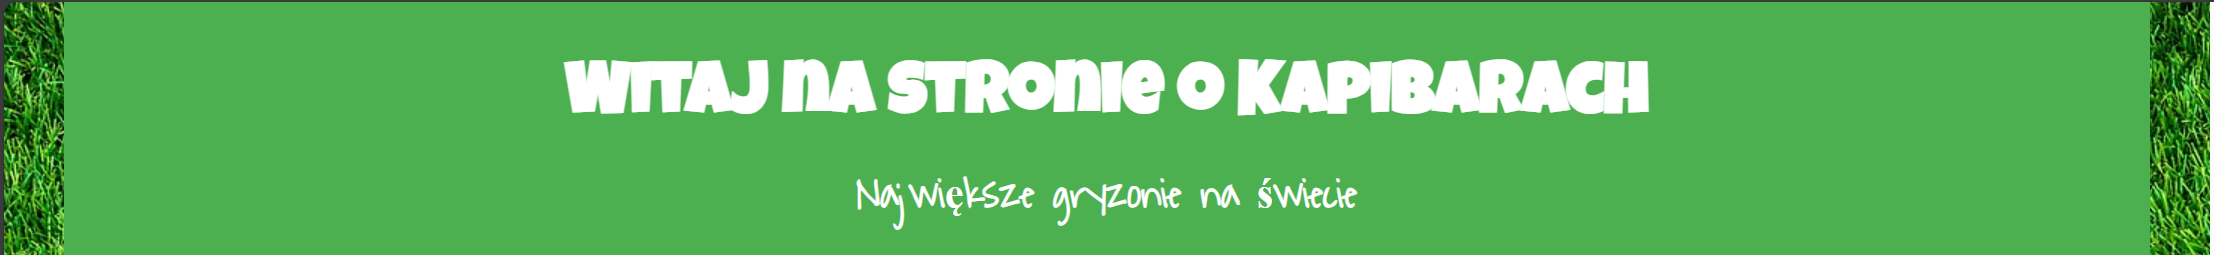 Witaj na stronie o Kapibarach
Największe gryzonie na świecie